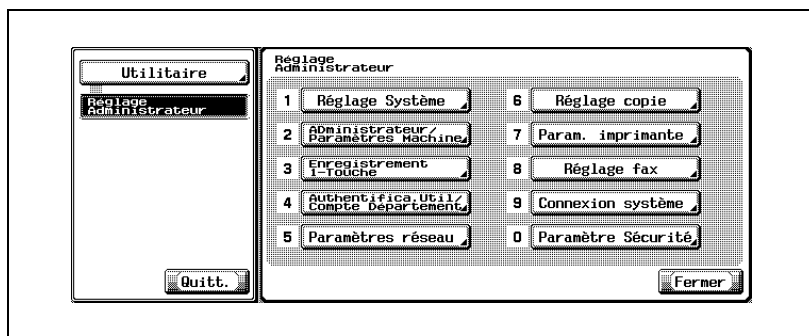 Utilitaire
Réglage
Administrateur
Quitt.
Réglage
Administrateur
1 Réglage Système
2 ADministrateur/
Paramètres Machine
3 Enregistrement
1-Touche
4 Authentifica.Util/
Compte Département
5 Paramètres réseau
6 Réglage copie
7 Param. imprimante
8 Réglage fax
9 Connexion système
0 Paramètre Sécurité
Fermer